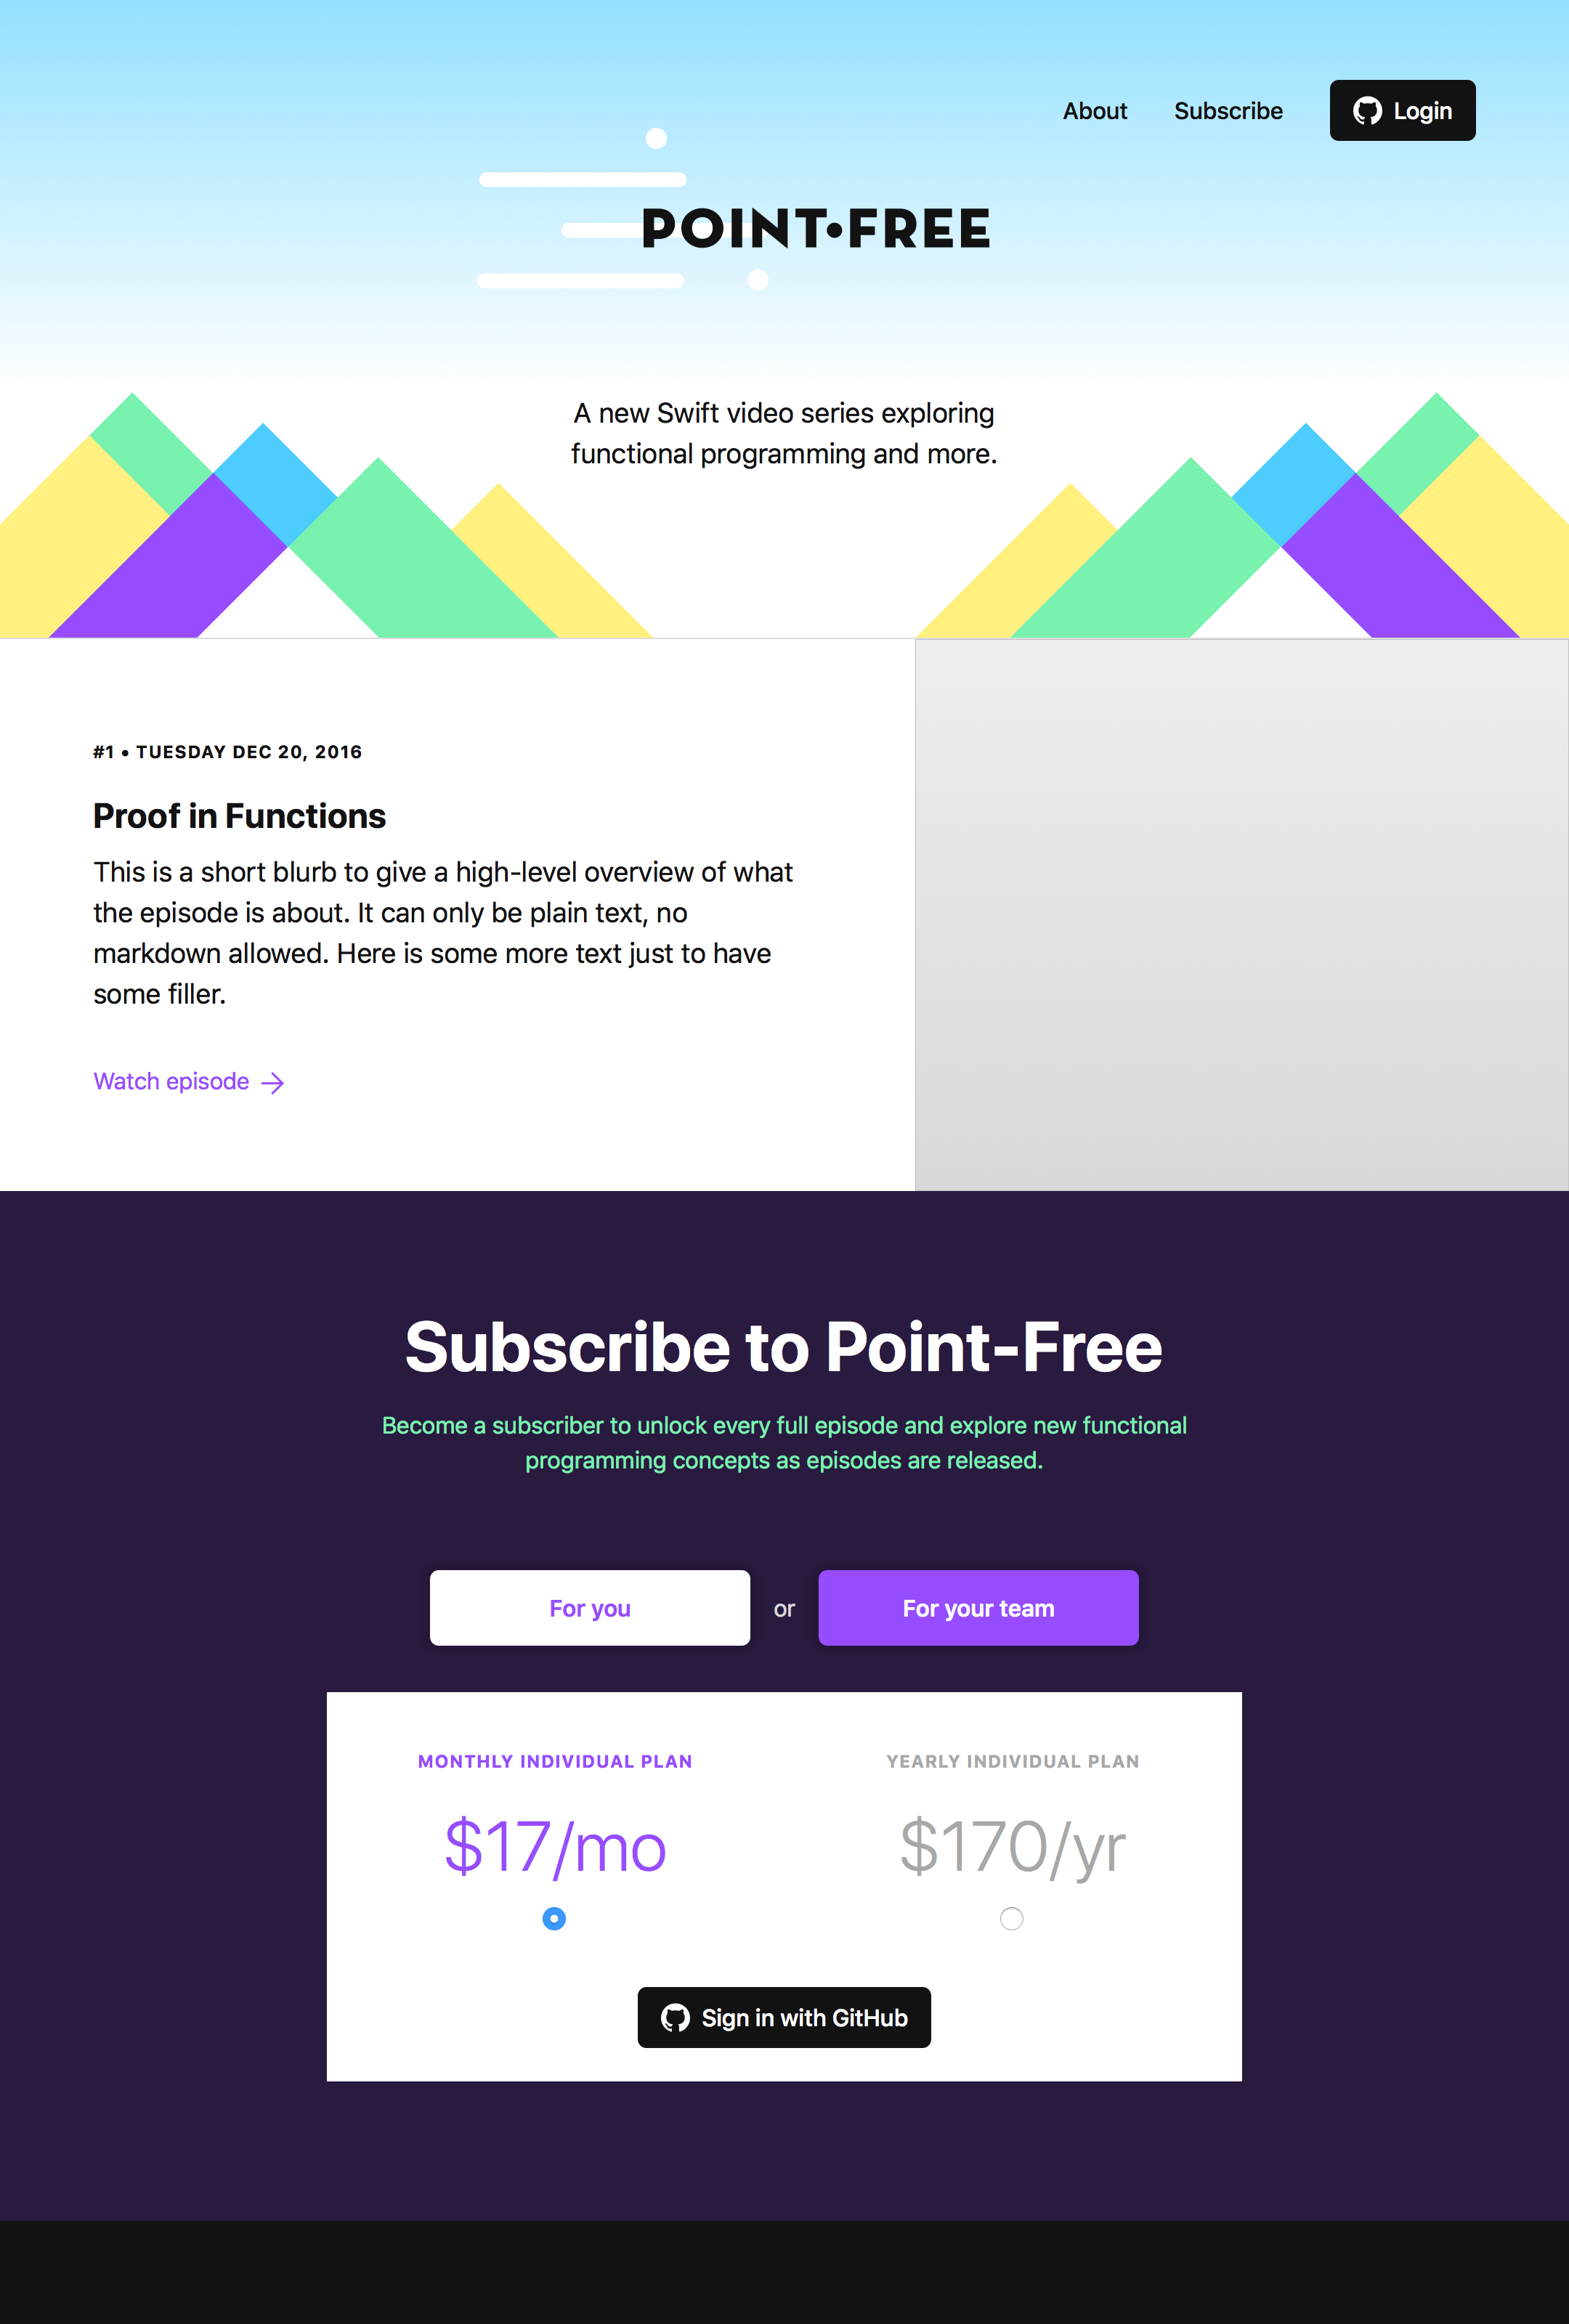 About
Subscribe
Login
POINT•FREE
A new Swift video series exploring
functional programming and more.
#1 • TUESDAY DEC 20, 2016
Proof in Functions
This is a short blurb to give a high-level overview of what
the episode is about. It can only be plain text, no
markdown allowed. Here is some more text just to have
some filler.
Watch episode
Subscribe to Point-Free
Become a subscriber to unlock every full episode and explore new functional
programming concepts as episodes are released.
For you
or
For your team
MONTHLY INDIVIDUAL PLAN
$17/mo
YEARLY INDIVIDUAL PLAN
$170/yr
Sign in with GitHub